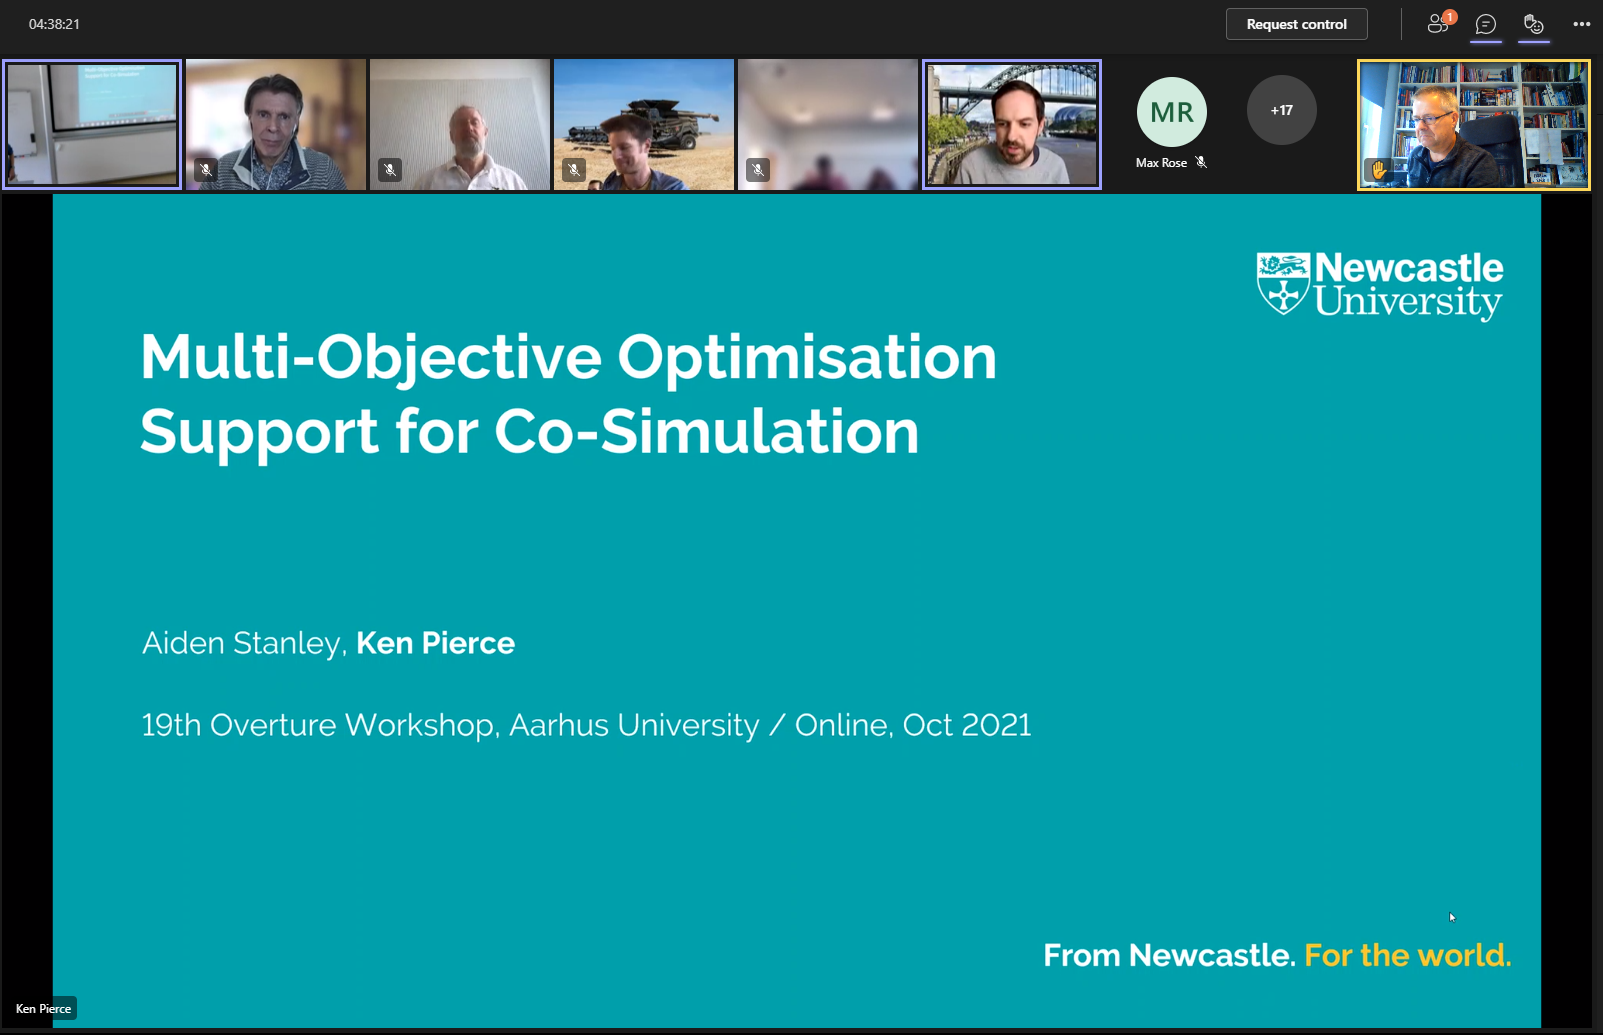 04:38:21
Request control
1
MR
Max Rose
+17
Newcastle
University
Multi-Objective Optimisation
Support for Co-Simulation
Aiden Stanley, Ken Pierce
19th Overture Workshop, Aarhus University / Online, Oct 2021
From Newcastle. For the world.
Ken Pierce